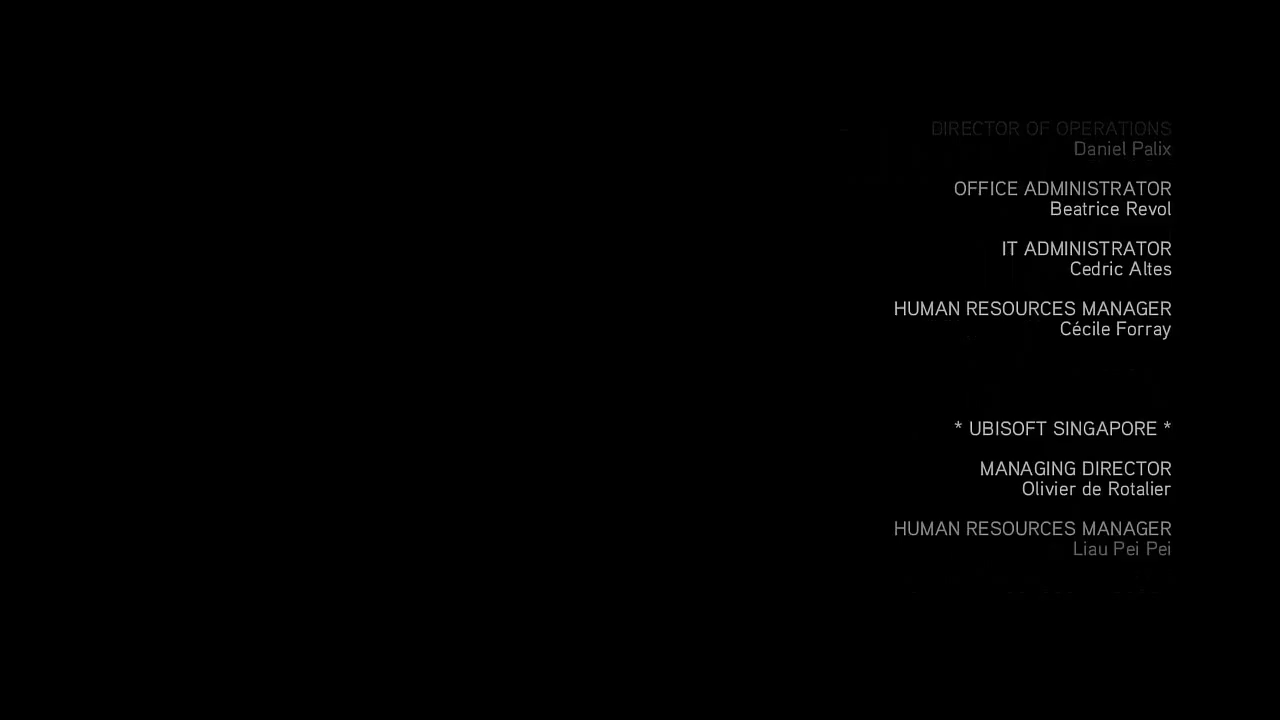 DIRECTOR OF OPERATIONS
Daniel Palix
OFFICE ADMINISTRATOR
Beatrice Revol
IT ADMINISTRATOR
Cedric Altes
HUMAN RESOURCES MANAGER
Cécile Forray
* UBISOFT SINGAPORE *
MANAGING DIRECTOR
Olivier de Rotalier
HUMAN RESOURCES MANAGER
Liau Pei Pei